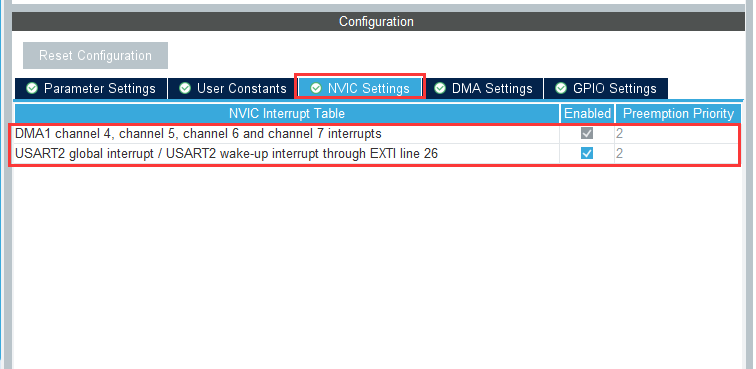 Configuration
Reset Configuration
Parameter Settings User Constants NVIC Settings DMA Settings GPIO Settings
NVIC Interrupt Table Enabled Preemption Priority
DMA1 channel 4, channel 5, channel 6 and channel 7 interrupts 2
USART2 global interrupt / USART2 wake-up interrupt through EXTI line 26 2